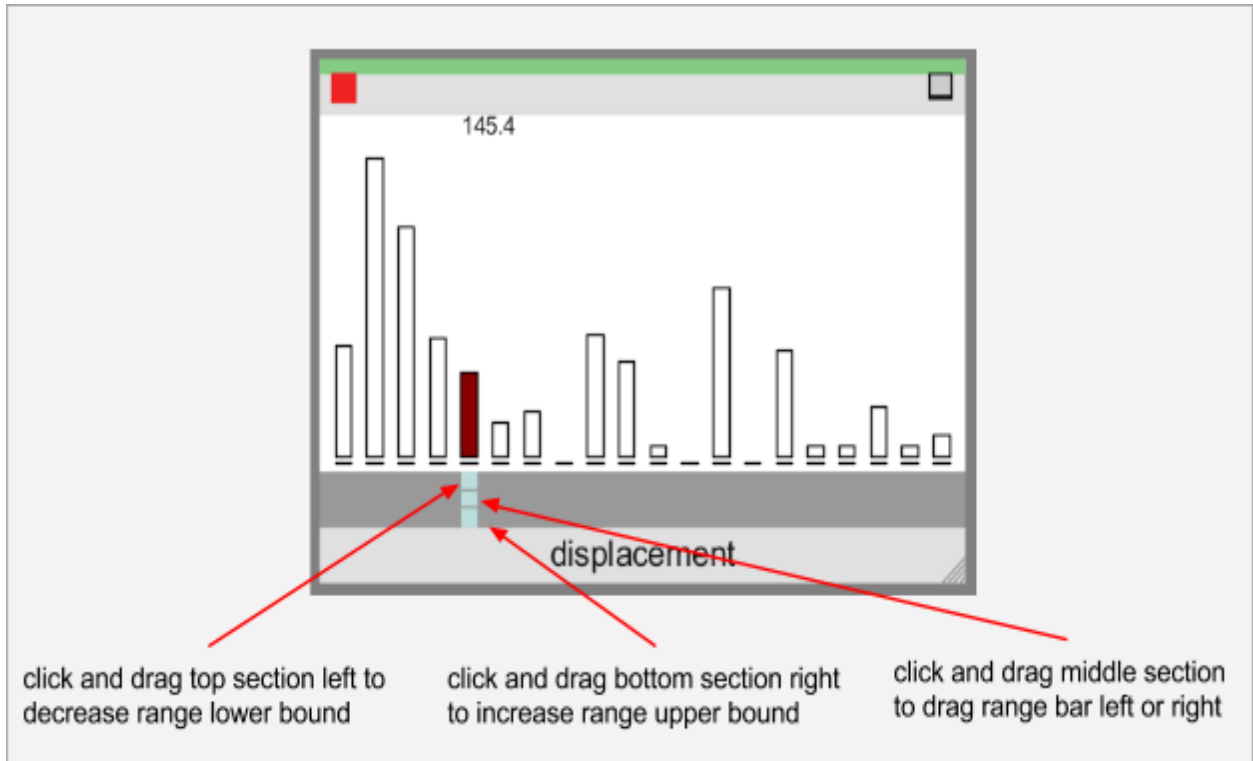 145.4
displacement
click and drag top section left to
decrease range lower bound
click and drag bottom section right
to increase range upper bound
click and drag middle section
to drag range bar left or right